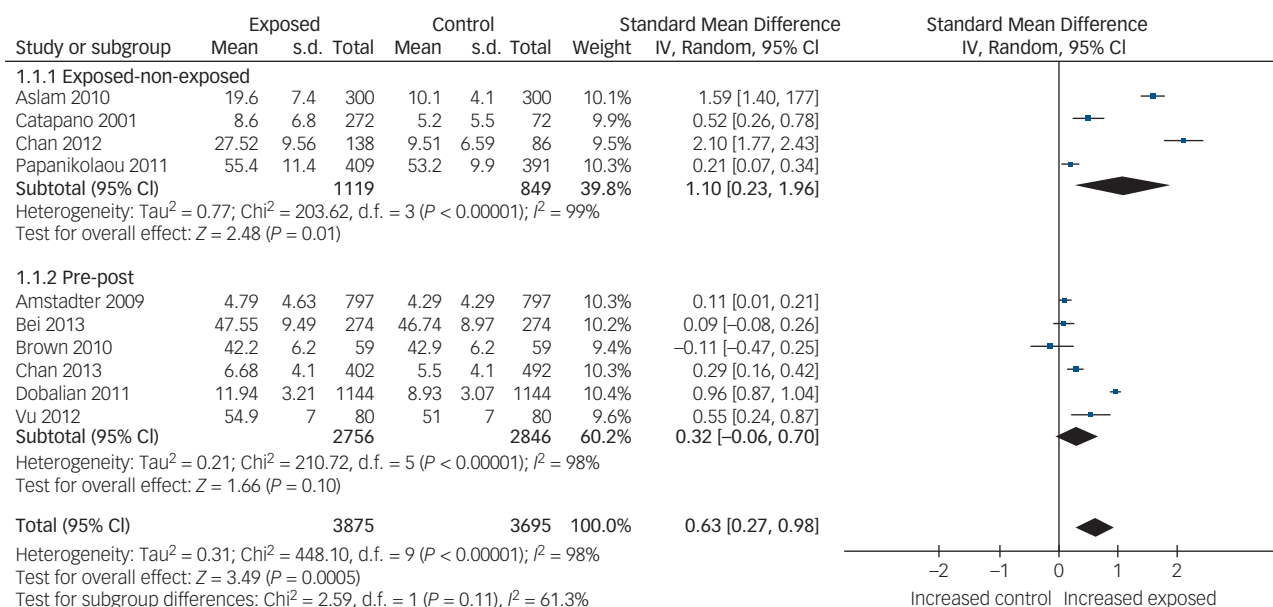 Exposed Control Standard Mean Difference Standard Mean Difference
Study or subgroup Mean s.d. Total Mean s.d. Total Weight IV, Random, 95% CI IV, Random, 95% CI
1.1.1 Exposed-non-exposed
Aslam 2010 19.6 7.4 300 10.1 4.1 300 10.1% 1.59 [1.40, 177]
Catapano 2001 8.6 6.8 272 5.2 5.5 72 9.9% 0.52 [0.26, 0.78]
Chan 2012 27.52 9.56 138 9.51 6.59 86 9.5% 2.10 [1.77, 2.43]
Papanikolaou 2011 55.4 11.4 409 53.2 9.9 391 10.3% 0.21 [0.07, 0.34]
Subtotal (95% CI) 1119 849 39.8% 1.10 [0.23, 1.96]
Heterogeneity: Tau² = 0.77; Chi² = 203.62, d.f. = 3 (P < 0.00001); I² = 99%
Test for overall effect: Z = 2.48 (P = 0.01)
1.1.2 Pre-post
Amstadter 2009 4.79 4.63 797 4.29 4.29 797 10.3% 0.11 [0.01, 0.21]
Bei 2013 47.55 9.49 274 46.74 8.97 274 10.2% 0.09 [–0.08, 0.26]
Brown 2010 42.2 6.2 59 42.9 6.2 59 9.4% –0.11 [–0.47, 0.25]
Chan 2013 6.68 4.1 402 5.5 4.1 492 10.3% 0.29 [0.16, 0.42]
Dobalian 2011 11.94 3.21 1144 8.93 3.07 1144 10.4% 0.96 [0.87, 1.04]
Vu 2012 54.9 7 80 51 7 80 9.6% 0.55 [0.24, 0.87]
Subtotal (95% CI) 2756 2846 60.2% 0.32 [–0.06, 0.70]
Heterogeneity: Tau² = 0.21; Chi² = 210.72, d.f. = 5 (P < 0.00001); I² = 98%
Test for overall effect: Z = 1.66 (P = 0.10)
Total (95% CI) 3875 3695 100.0% 0.63 [0.27, 0.98]
Heterogeneity: Tau² = 0.31; Chi² = 448.10, d.f. = 9 (P < 0.00001); I² = 98%
Test for overall effect: Z = 3.49 (P = 0.0005)
Test for subgroup differences: Chi² = 2.59, d.f. = 1 (P = 0.11), I² = 61.3%
–2 –1 0 1 2
Increased control Increased exposed